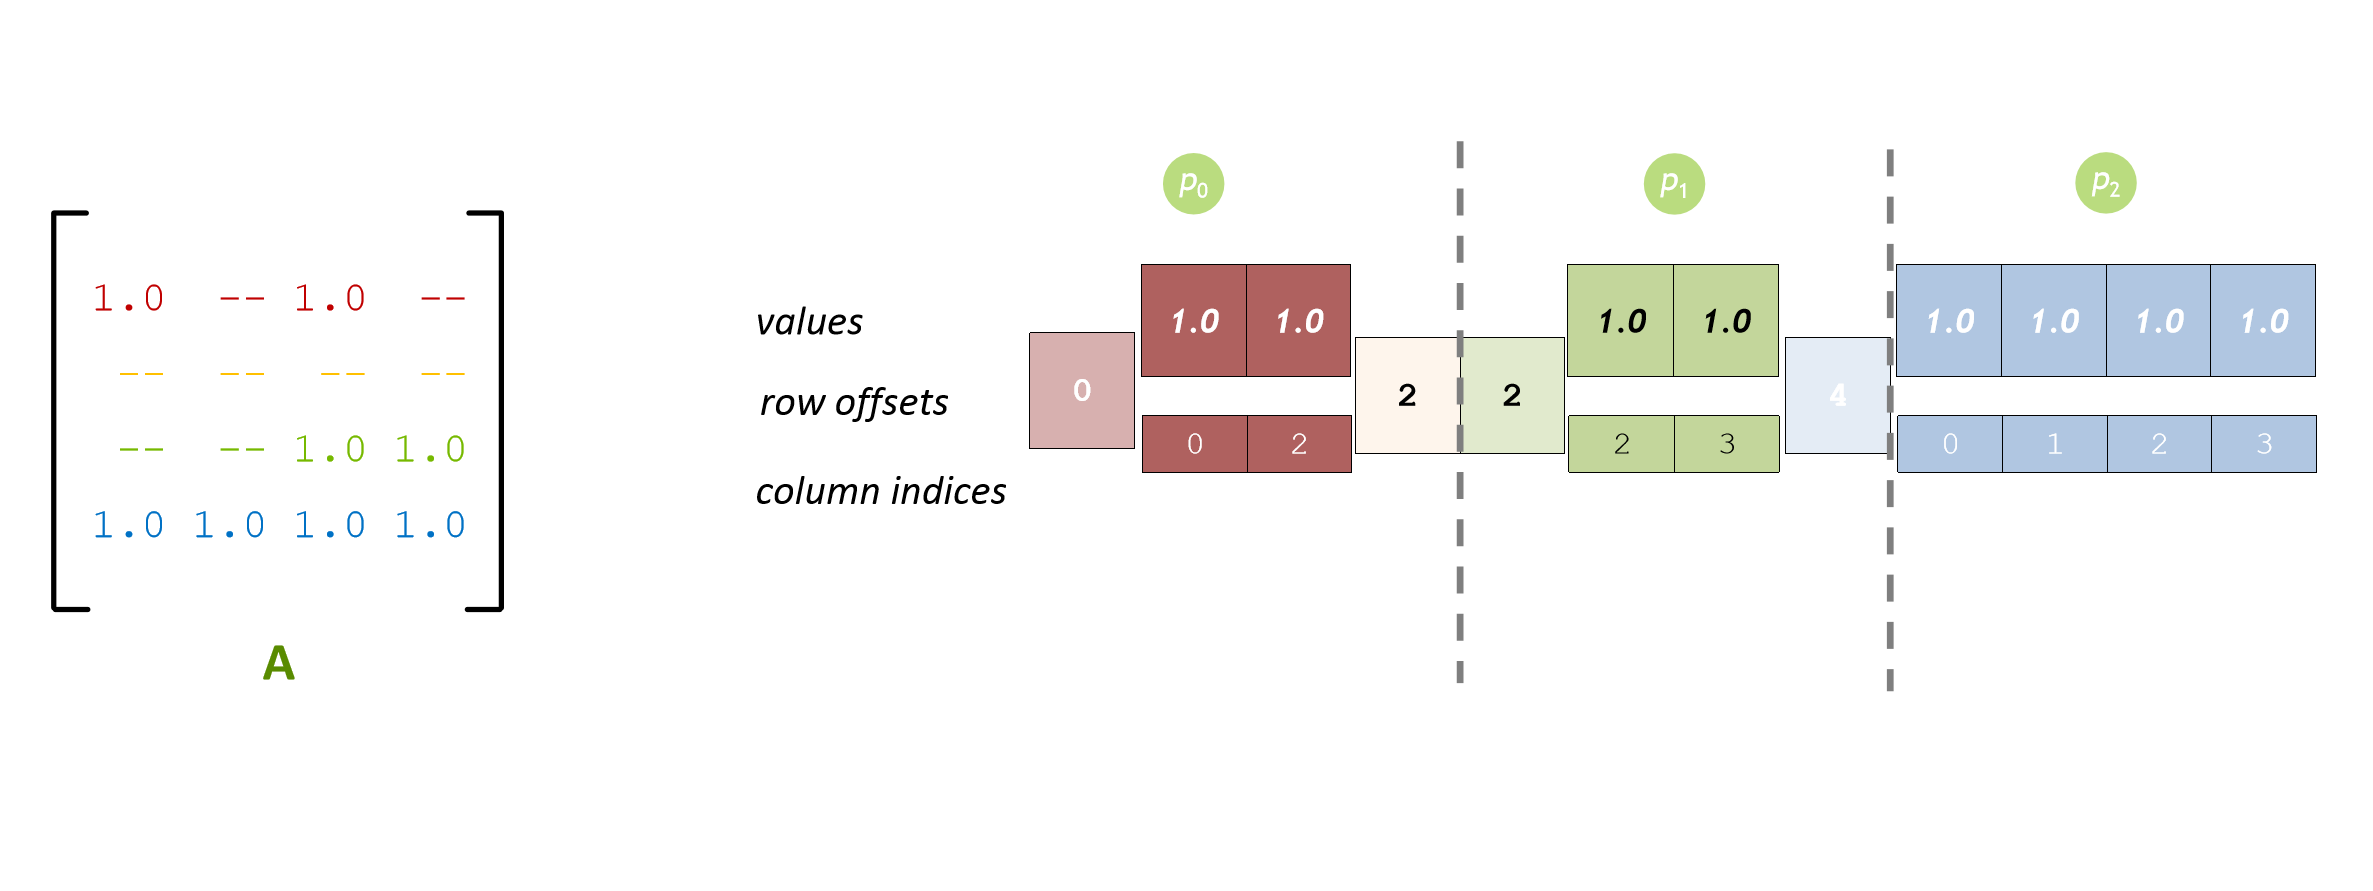 1.0 -- 1.0 --
-- -- -- --
-- -- 1.0 1.0
1.0 1.0 1.0 1.0
A
p0 p1 p2
values 1.0 1.0 1.0 1.0 1.0 1.0 1.0 1.0
row offsets 0 2 2 4
column indices 0 2 2 3 0 1 2 3